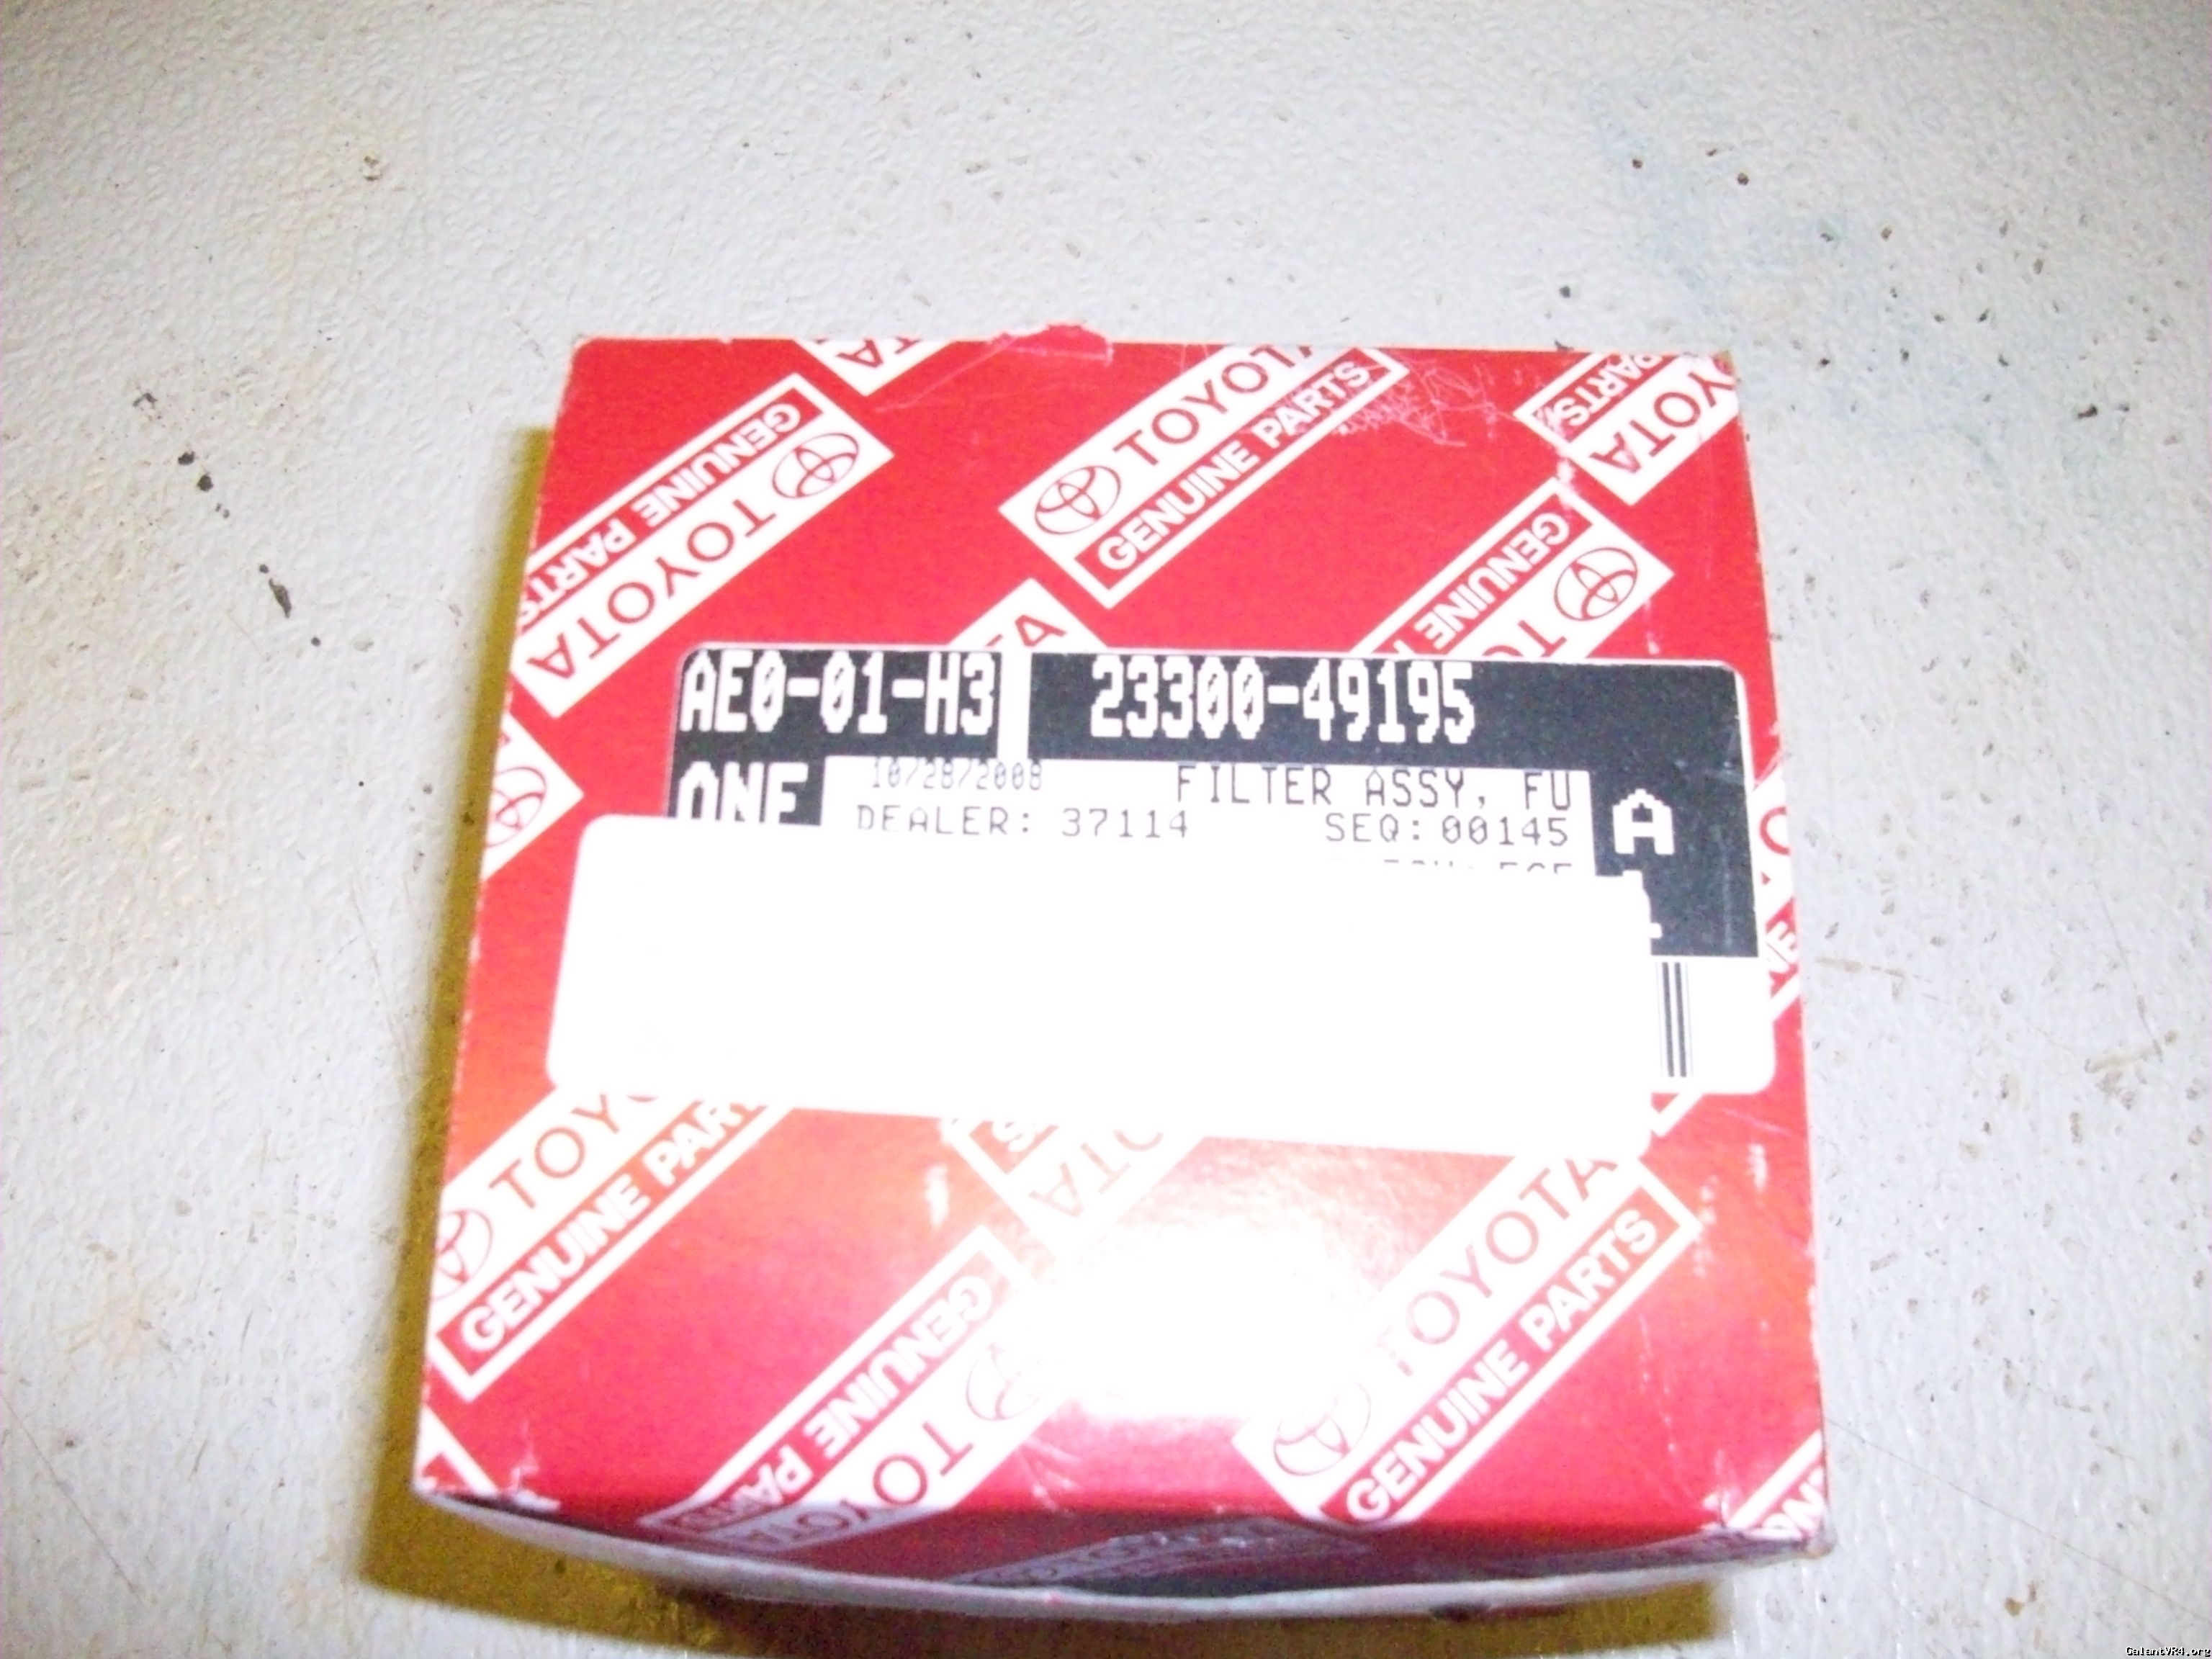 TOYOTA
GENUINE PARTS
GENUINE PARTS
TOYOTA
PARTS
TOYOTA
GENUINE
AE0-01-H3 23300-49195
ONE
10/28/2008 FILTER ASSY, FU
DEALER: 37114 SEQ: 00145
A
TOYOTA
GENUINE PARTS
GENUINE PARTS
TOYOTA
TOYOTA
GENUINE PARTS
GalantVR4.org